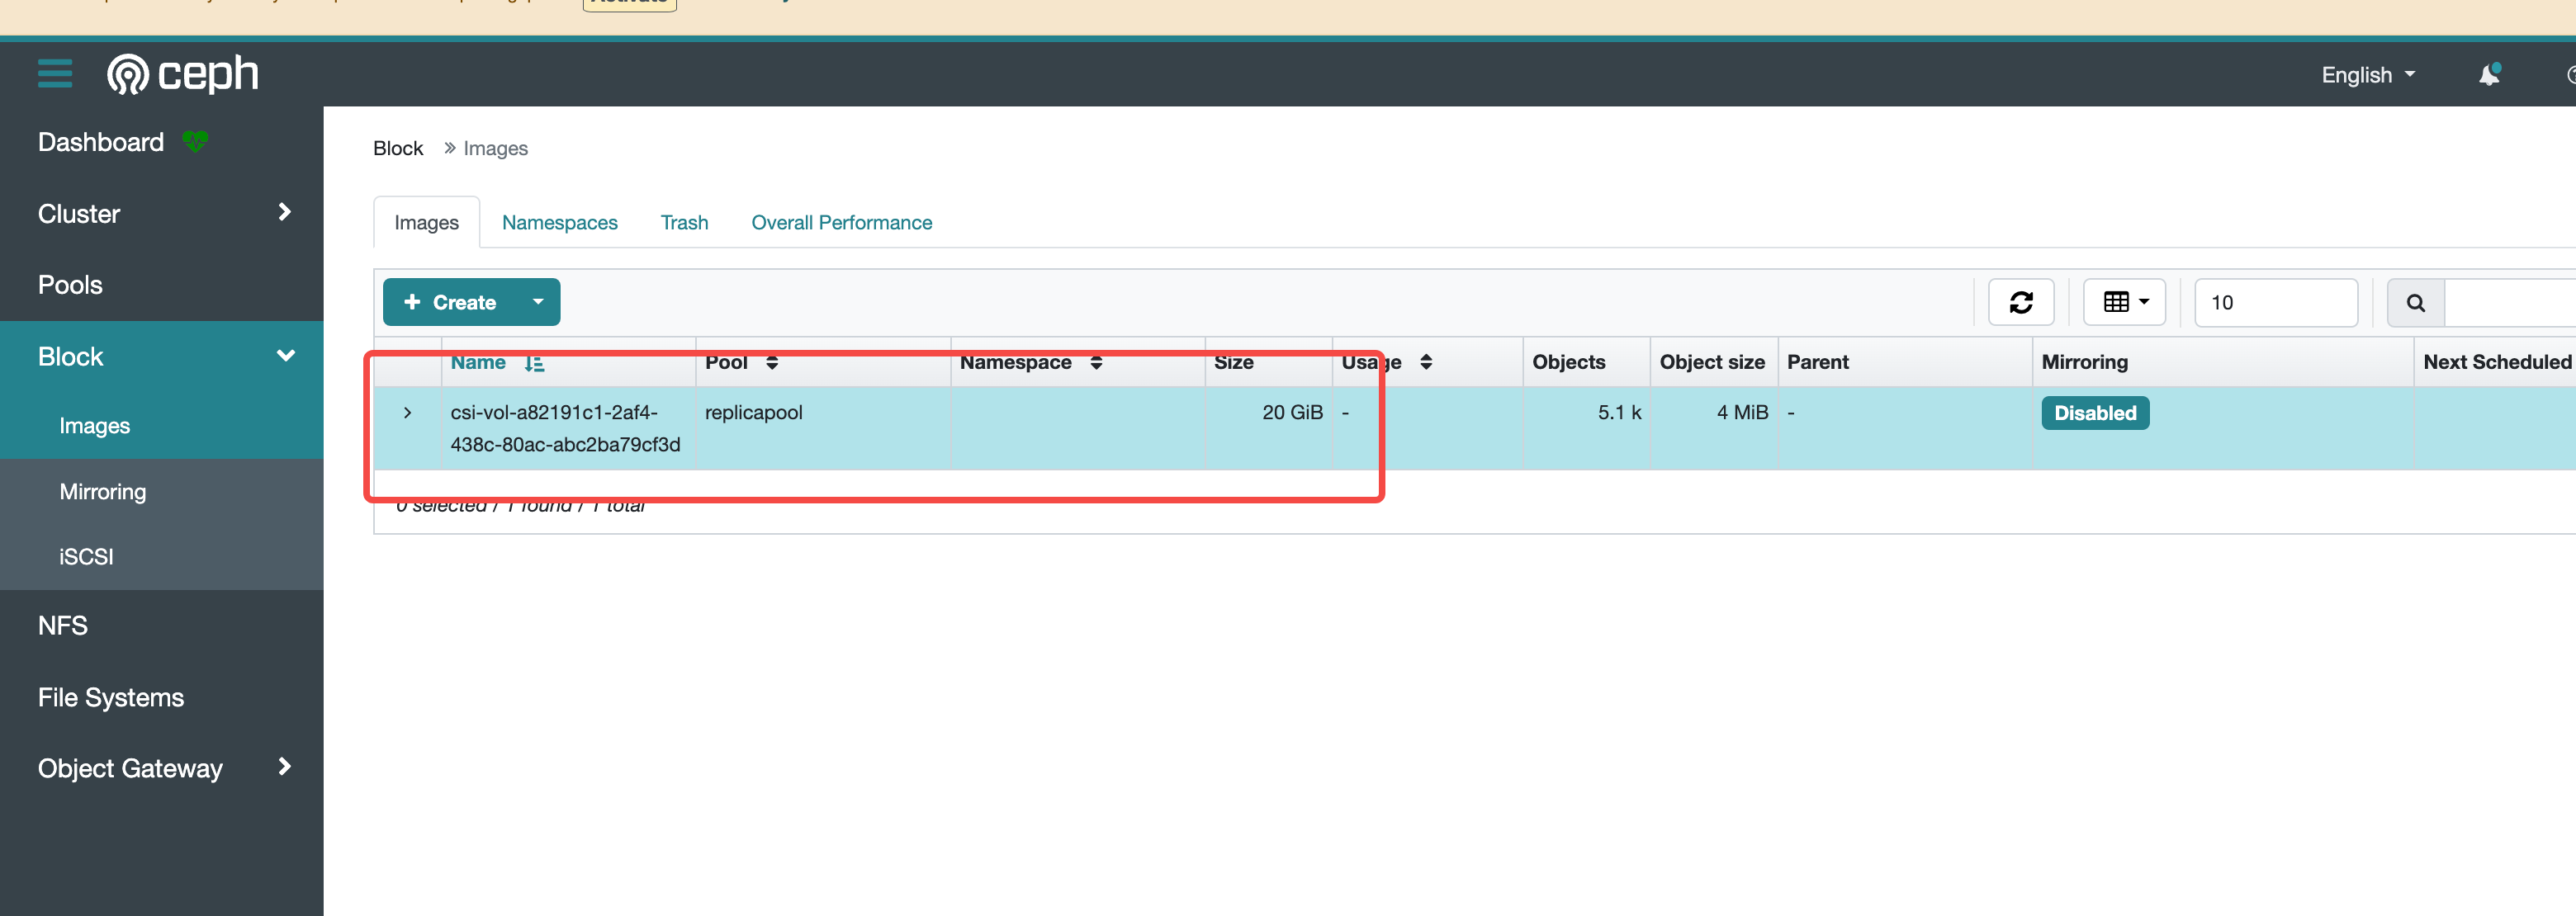 Activate
ceph
English
Dashboard
Cluster
Pools
Block
Images
Mirroring
iSCSI
NFS
File Systems
Object Gateway
Block » Images
Images Namespaces Trash Overall Performance
+ Create
10
Name Pool Namespace Size Usage Objects Object size Parent Mirroring Next Scheduled
csi-vol-a82191c1-2af4- replicapool 20 GiB - 5.1 k 4 MiB - Disabled
438c-80ac-abc2ba79cf3d
0 selected / 1 found / 1 total